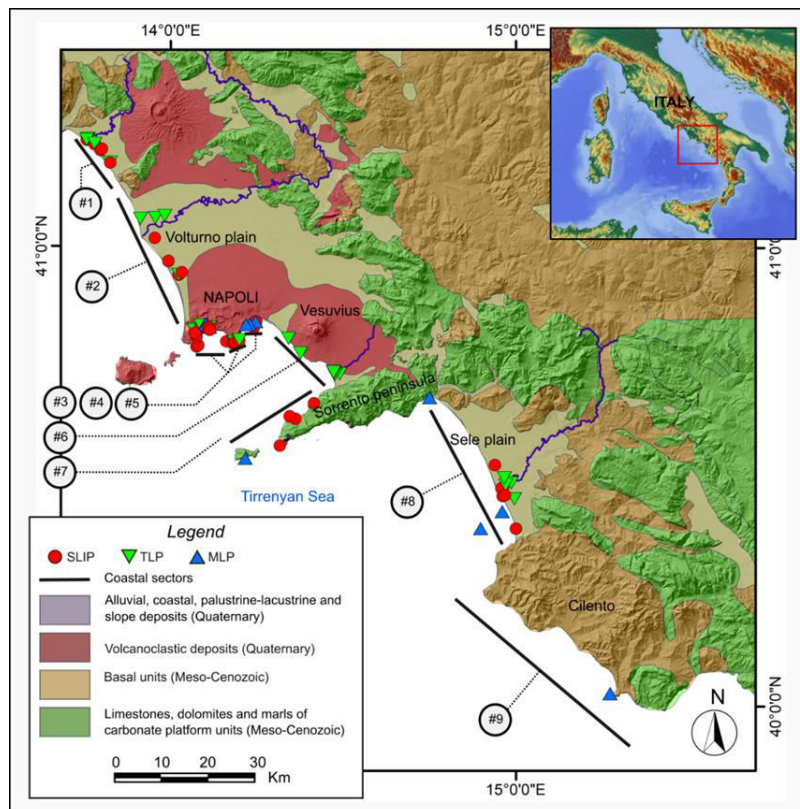 14°0'0"E
15°0'0"E
ITALY
#1
41°0'0"N
41°0'0"N
Volturno plain
#2
NAPOLI
Vesuvius
#3
#4
#5
Sorrento peninsula
#6
Sele plain
#7
#8
Tirrenyan Sea
Legend
SLIP
TLP
MLP
Coastal sectors
Cilento
Alluvial, coastal, palustrine-lacustrine and
slope deposits (Quaternary)
Volcanoclastic deposits (Quaternary)
Basal units (Meso-Cenozoic)
#9
N
40°0'0"N
Limestones, dolomites and marls of
carbonate platform units (Meso-Cenozoic)
0 10 20 30
Km
15°0'0"E